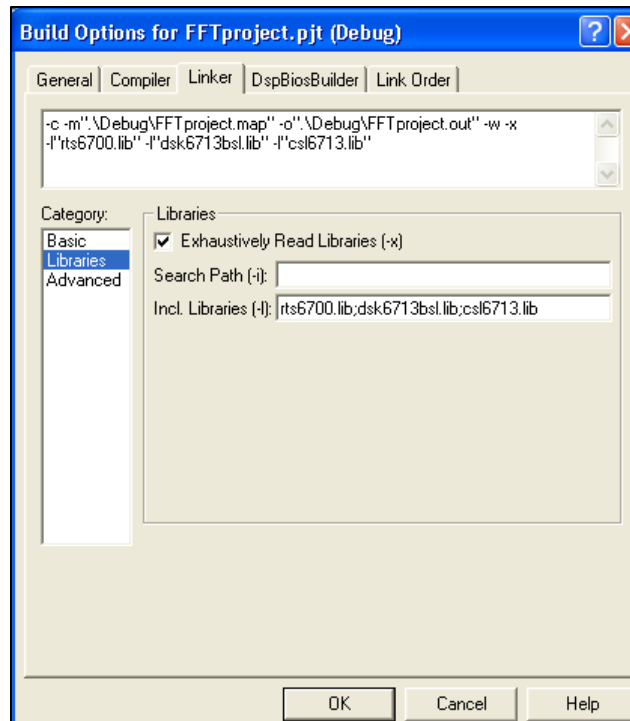 Build Options for FFTproject.pjt (Debug)
General Compiler Linker DspBiosBuilder Link Order
-c -m".\Debug\FFTproject.map" -o".\Debug\FFTproject.out" -w -x
-l"rts6700.lib" -l"dsk6713bsl.lib" -l"csl6713.lib"
Category:
Basic
Libraries
Advanced
Libraries
Exhaustively Read Libraries (-x)
Search Path (-i):
Incl. Libraries (-l): rts6700.lib;dsk6713bsl.lib;csl6713.lib
OK Cancel Help